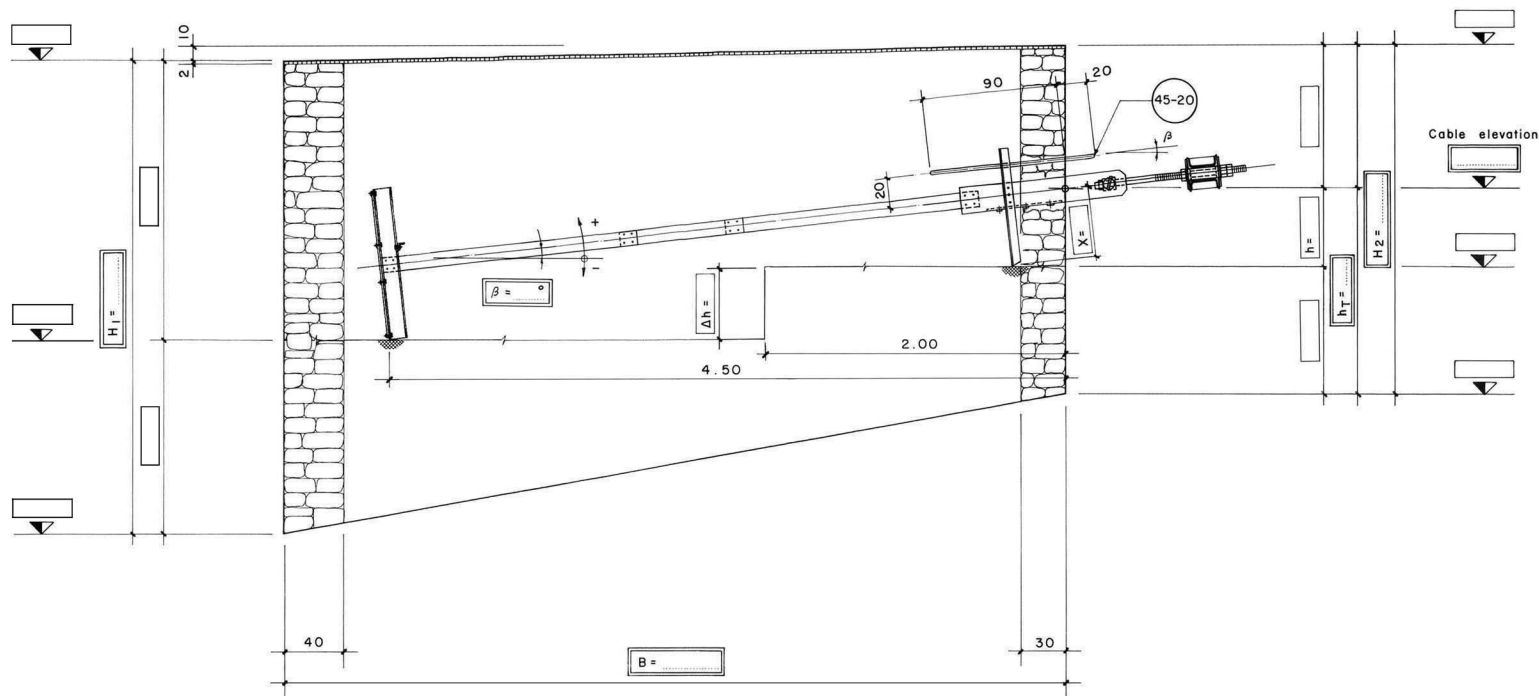 10
2
90
20
45-20
β
Cable elevation
20
+
−
X=
h=
H2=
hT=
H1=
β= °
Δh=
2.00
4.50
40
30
B=